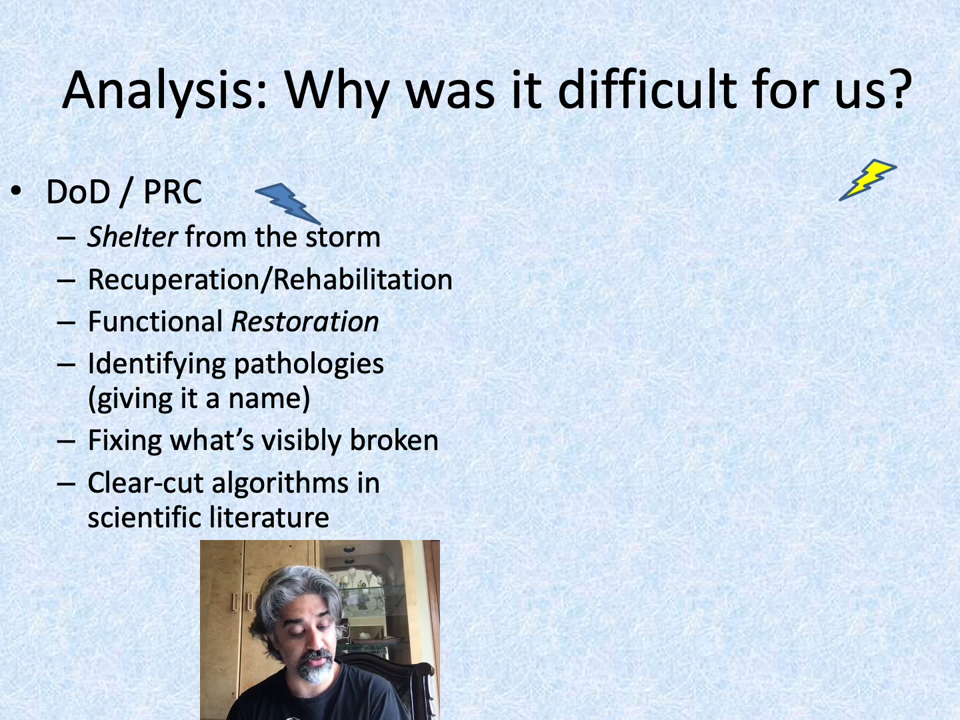 Analysis: Why was it difficult for us?
• DoD / PRC
– Shelter from the storm
– Recuperation/Rehabilitation
– Functional Restoration
– Identifying pathologies
(giving it a name)
– Fixing what's visibly broken
– Clear-cut algorithms in
scientific literature